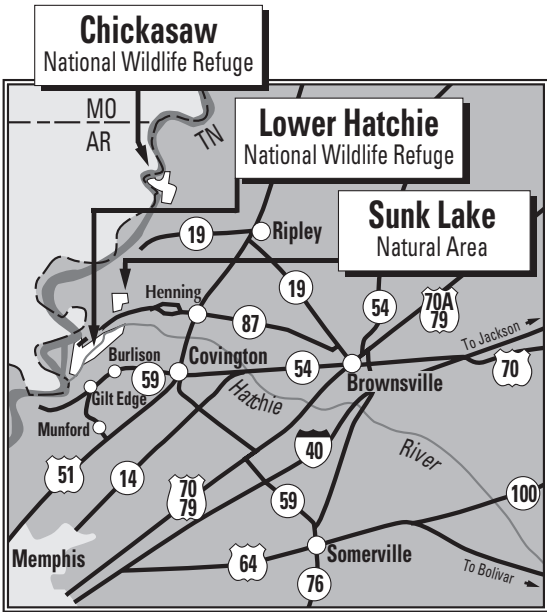 Chickasaw
National Wildlife Refuge
MO
AR
TN
Lower Hatchie
National Wildlife Refuge
Sunk Lake
Natural Area
19
Ripley
19
54
70A
79
Henning
87
To Jackson
Burlison
59
Covington
54
Brownsville
70
Gilt Edge
Hatchie
Munford
40
River
51
14
70
79
59
100
Memphis
64
Somerville
To Bolivar
76